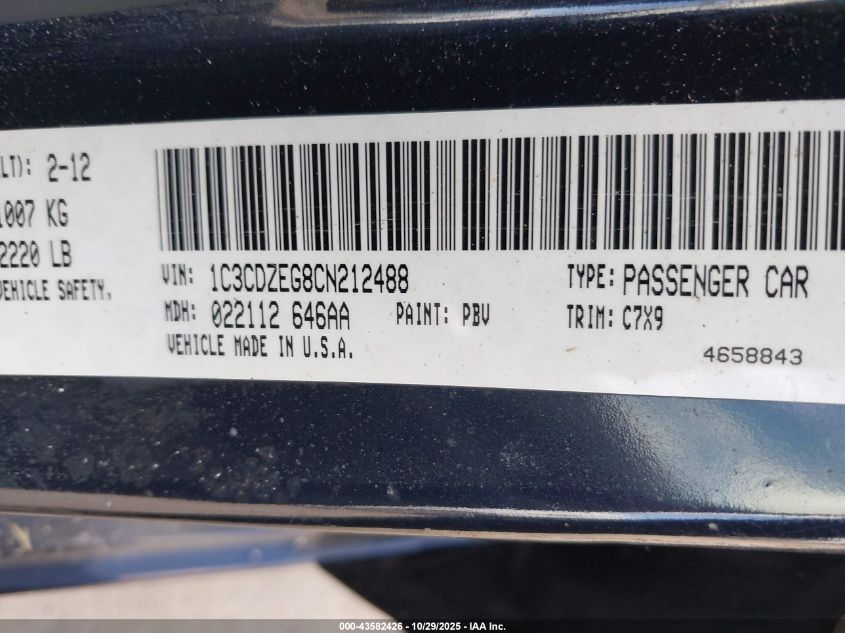 LT): 2-12
1007 KG
2220 LB
VEHICLE SAFETY.
VIN: 1C3CDZEG8CN212488 TYPE: PASSENGER CAR
MDH: 022112 646AA PAINT: PBV TRIM: C7X9
VEHICLE MADE IN U.S.A.
4658843
000-43582426 - 10/29/2025 - IAA Inc.